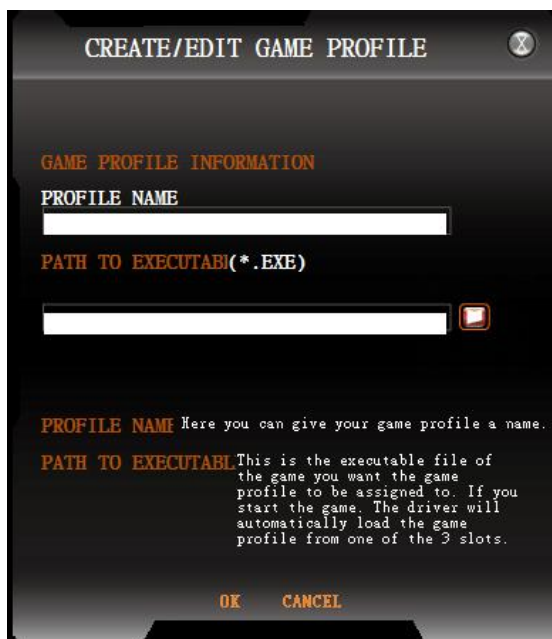 CREATE/EDIT GAME PROFILE
X
GAME PROFILE INFORMATION
PROFILE NAME
PATH TO EXECUTABl(*.EXE)
PROFILE NAME Here you can give your game profile a name.
PATH TO EXECUTABL This is the executable file of
the game you want the game
profile to be assigned to. If you
start the game. The driver will
automatically load the game
profile from one of the 3 slots.
OK CANCEL